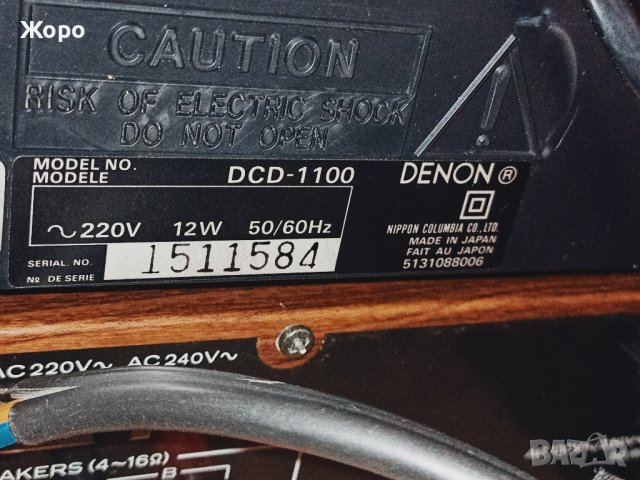 Жоро
CAUTION
RISK OF ELECTRIC SHOCK
DO NOT OPEN
MODEL NO.
MODELE
DCD-1100
DENON®
~220V 12W 50/60Hz
SERIAL. NO.
№ DE SERIE
1511584
NIPPON COLUMBIA CO., LTD.
MADE IN JAPAN
FAIT AU JAPON
5131088006
AC220V~ AC240V~
AKERS (4~16Ω)
B
BAZAR